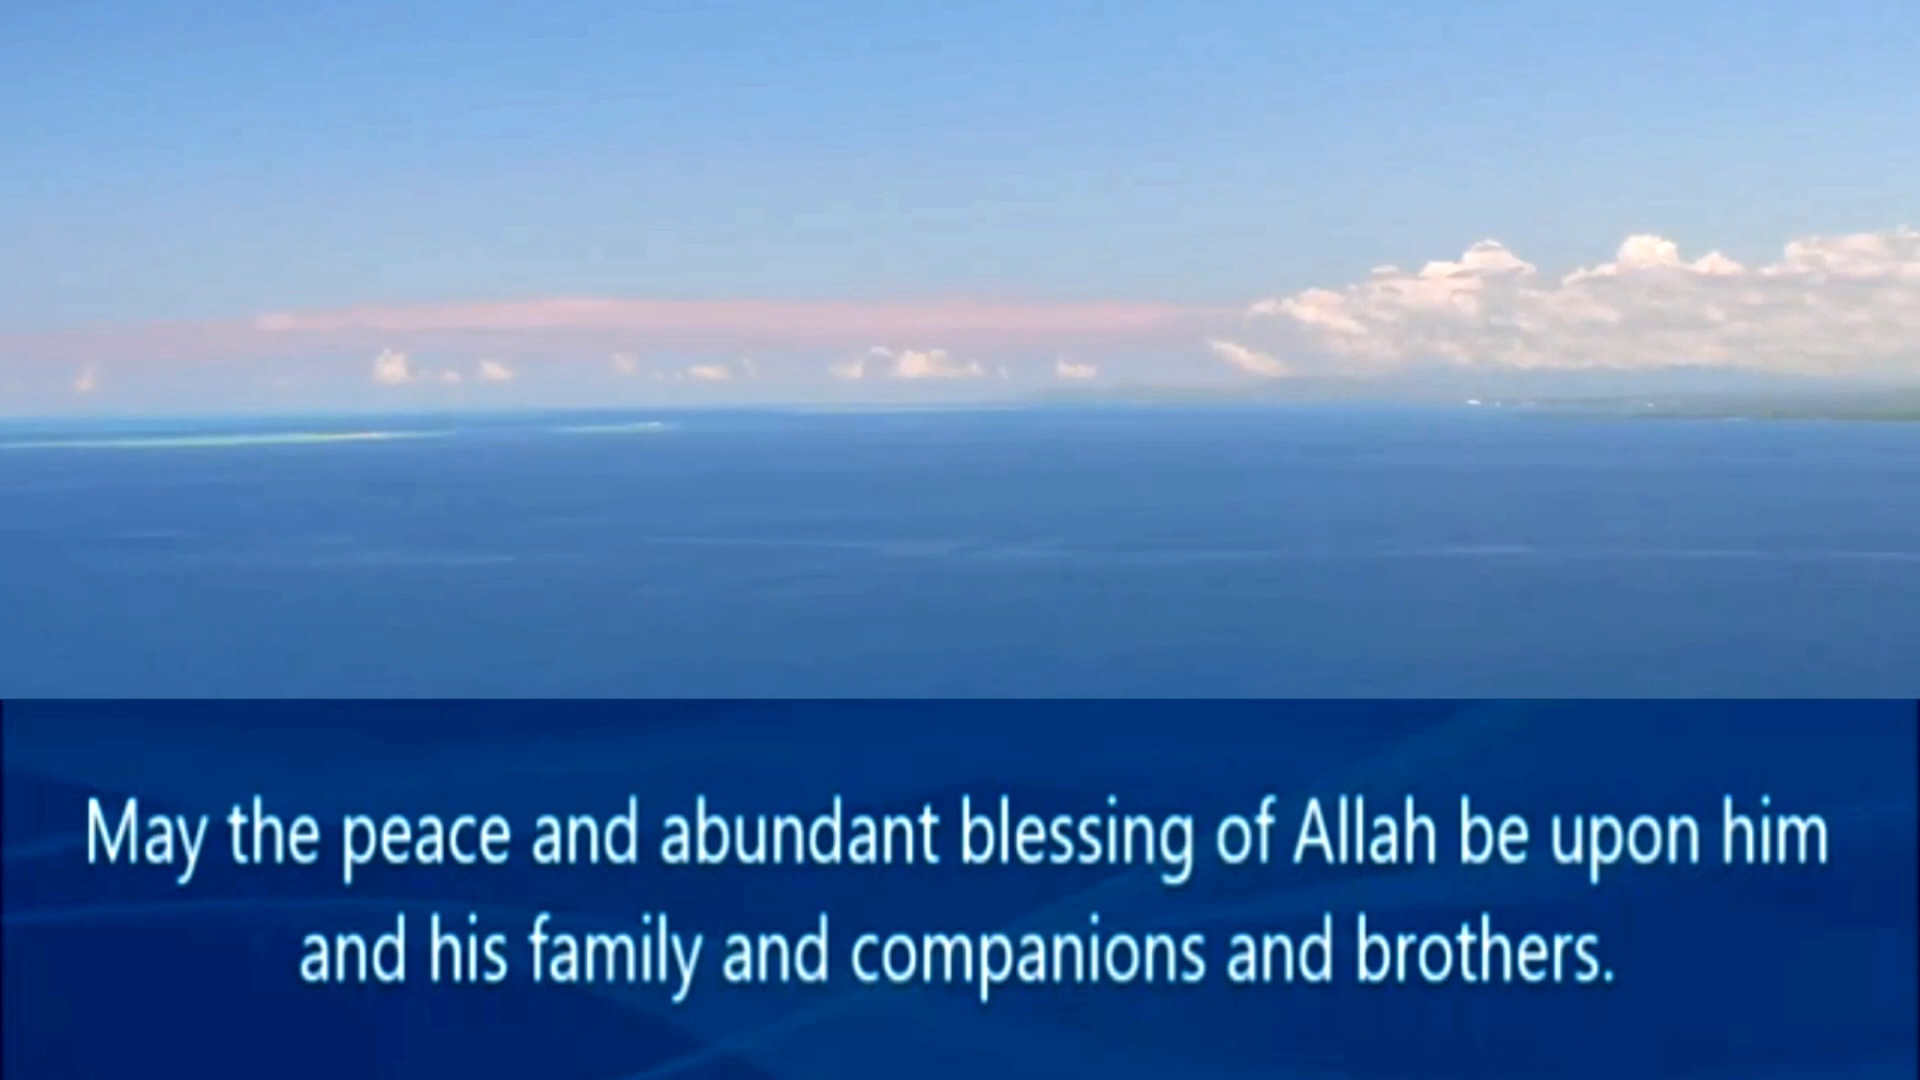 May the peace and abundant blessing of Allah be upon him
and his family and companions and brothers.